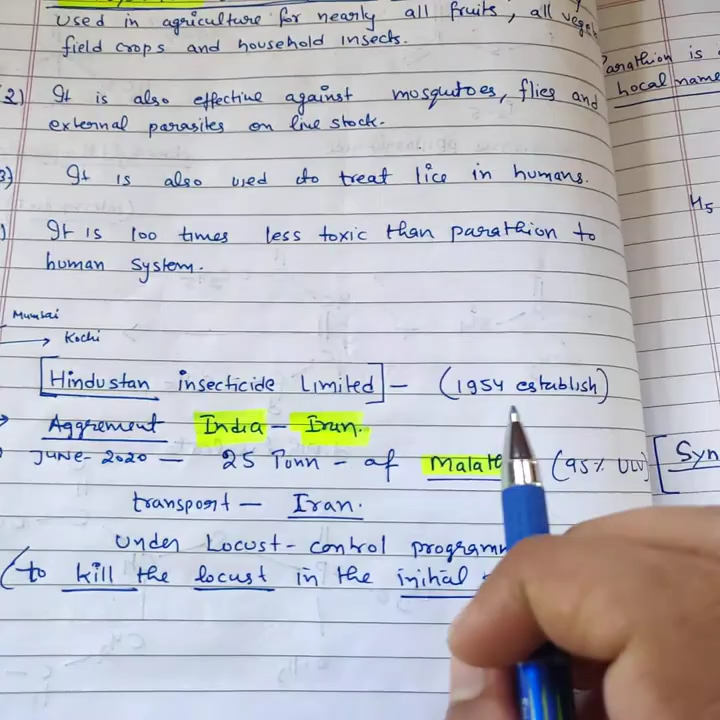 used in agriculture for nearly all fruits, all
field crops and household insects.
2) It is also effective against mosquitoes, flies and
external parasites on live stock.
3) It is also used to treat lice in humans.
) It is 100 times less toxic than parathion to
human system.
Mumbai
→ Kochi
[Hindustan insecticide Limited] - (1954 establish)
→ Aggrement India - Iran.
JUNE-2020 - 25 Tonn - of (95% ULV)
transport - Iran.
Under Locust-control
(to kill the locust in the initial
Parathion is
local name
H5